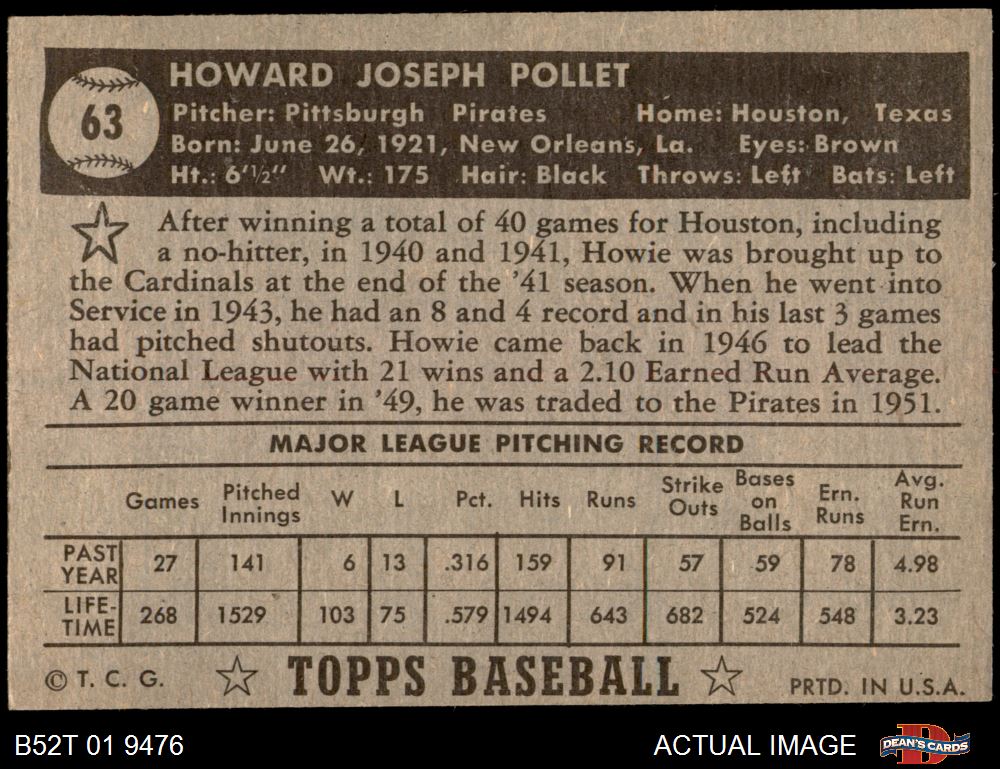 63
HOWARD JOSEPH POLLET
Pitcher: Pittsburgh Pirates Home: Houston, Texas
Born: June 26, 1921, New Orleans, La. Eyes: Brown
Ht.: 6'½" Wt.: 175 Hair: Black Throws: Left Bats: Left
After winning a total of 40 games for Houston, including
a no-hitter, in 1940 and 1941, Howie was brought up to
the Cardinals at the end of the '41 season. When he went into
Service in 1943, he had an 8 and 4 record and in his last 3 games
had pitched shutouts. Howie came back in 1946 to lead the
National League with 21 wins and a 2.10 Earned Run Average.
A 20 game winner in '49, he was traded to the Pirates in 1951.
MAJOR LEAGUE PITCHING RECORD
Games Pitched Innings W L Pct. Hits Runs Strike Outs Bases on Balls Ern. Runs Avg. Run Ern.
PAST YEAR 27 141 6 13 .316 159 91 57 59 78 4.98
LIFE-TIME 268 1529 103 75 .579 1494 643 682 524 548 3.23
© T. C. G. TOPPS BASEBALL PRTD. IN U.S.A.
B52T 01 9476 ACTUAL IMAGE DEAN'S CARDS